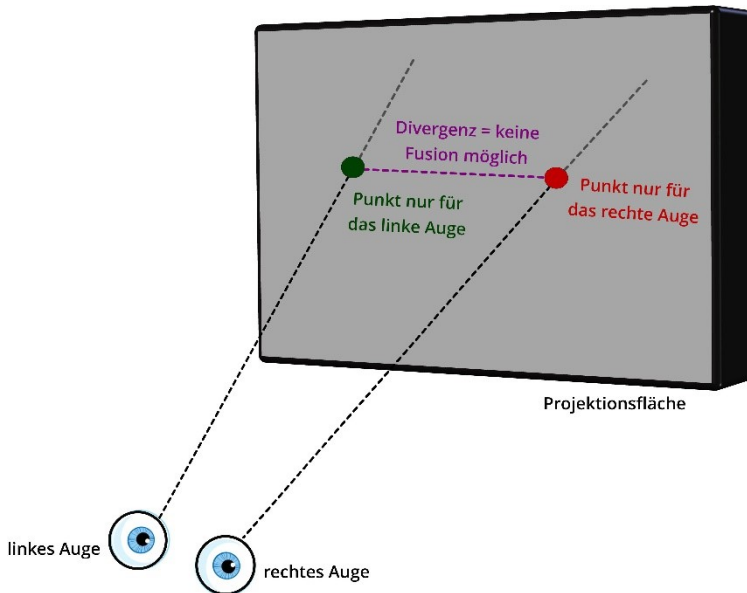 Divergenz = keine
Fusion möglich
Punkt nur für
das linke Auge
Punkt nur für
das rechte Auge
Projektionsfläche
linkes Auge
rechtes Auge